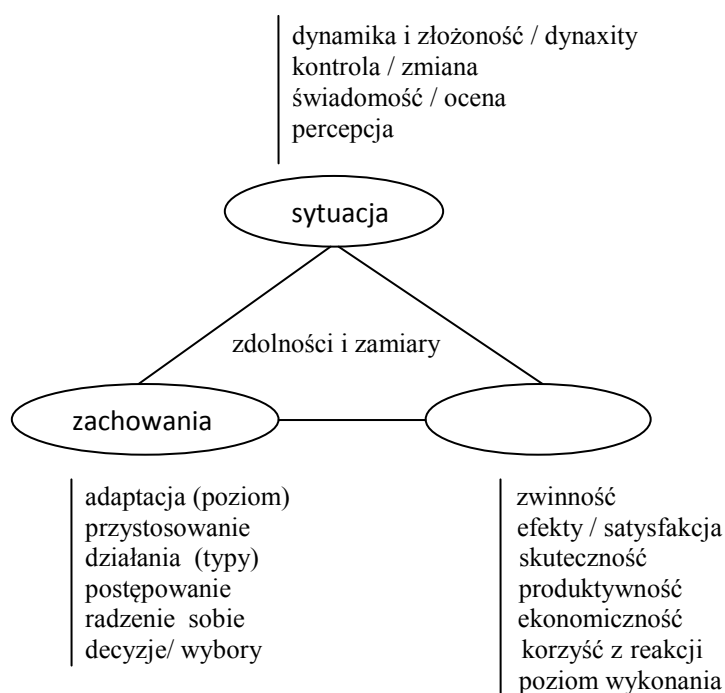 dynamika i złożoność / dynaxity
kontrola / zmiana
świadomość / ocena
percepcja
sytuacja
zdolności i zamiary
zachowania
adaptacja (poziom)
przystosowanie
działania (typy)
postępowanie
radzenie sobie
decyzje/ wybory
zwinność
efekty / satysfakcja
skuteczność
produktywność
ekonomiczność
korzyść z reakcji
poziom wykonania